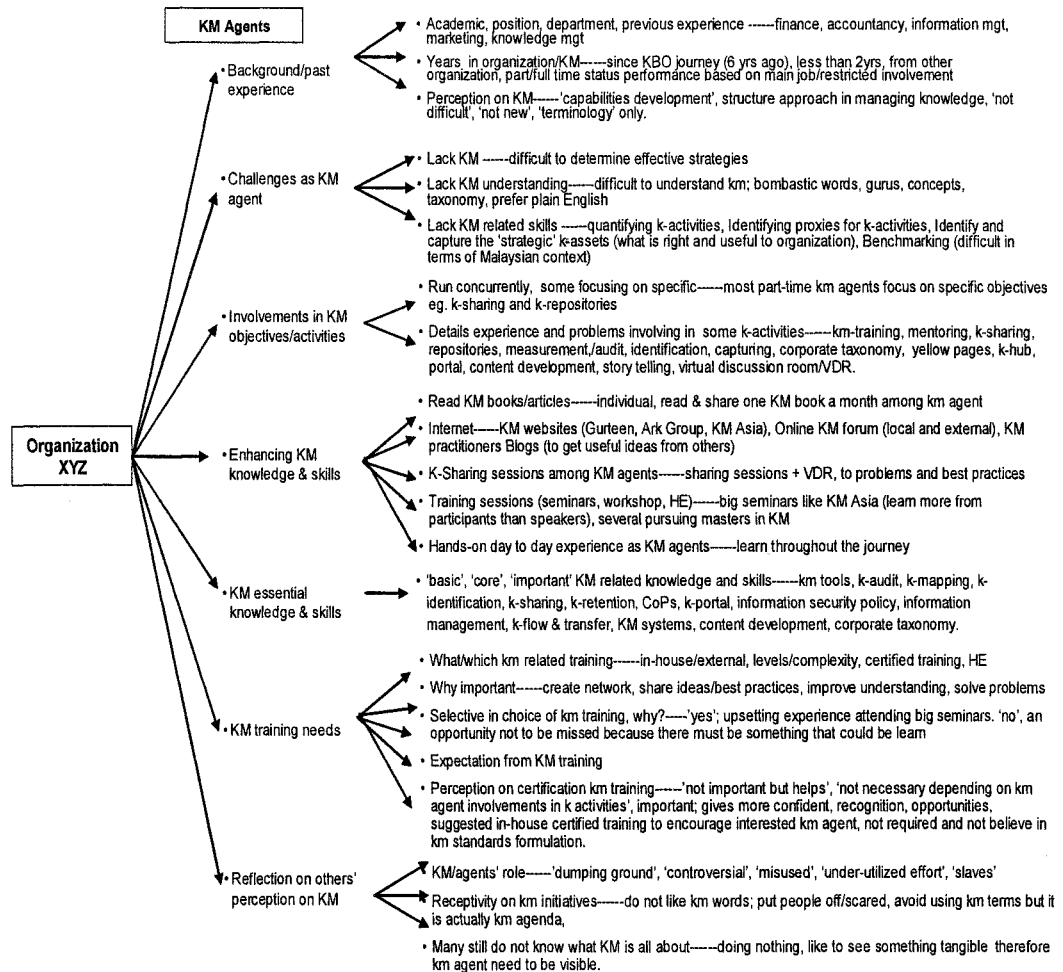 KM Agents
• Academic, position, department, previous experience ------finance, accountancy, information mgt,
marketing, knowledge mgt
• Years in organization/KM-----since KBO journey (6 yrs ago), less than 2yrs, from other
organization, part/full time status performance based on main job/restricted involvement
• Perception on KM-----'capabilities development', structure approach in managing knowledge, 'not
difficult', 'not new', 'terminology' only.
• Background/past
experience
• Lack KM ------difficult to determine effective strategies
• Lack KM understanding-----difficult to understand km; bombastic words, gurus, concepts,
taxonomy, prefer plain English
• Lack KM related skills ------quantifying k-activities, Identifying proxies for k-activities, Identify and
capture the 'strategic' k-assets (what is right and useful to organization), Benchmarking (difficult in
terms of Malaysian context)
• Challenges as KM
agent
• Run concurrently, some focusing on specific-----most part-time km agents focus on specific objectives
eg. k-sharing and k-repositories
• Details experience and problems involving in some k-activities-----km-training, mentoring, k-sharing,
repositories, measurement,/audit, identification, capturing, corporate taxonomy, yellow pages, k-hub,
portal, content development, story telling, virtual discussion room/VDR.
• Involvements in KM
objectives/activities
• Read KM books/articles-----individual, read & share one KM book a month among km agent
• Internet-----KM websites (Gurteen, Ark Group, KM Asia), Online KM forum (local and external), KM
practitioners Blogs (to get useful ideas from others)
• K-Sharing sessions among KM agents-----sharing sessions + VDR, to problems and best practices
• Training sessions (seminars, workshop, HE)-----big seminars like KM Asia (learn more from
participants than speakers), several pursuing masters in KM
• Hands-on day to day experience as KM agents-----learn throughout the journey
Organization
XYZ
• Enhancing KM
knowledge & skills
• KM essential
knowledge & skills
• 'basic', 'core', 'important' KM related knowledge and skills-----km tools, k-audit, k-mapping, k-
identification, k-sharing, k-retention, CoPs, k-portal, information security policy, information
management, k-flow & transfer, KM systems, content development, corporate taxonomy.
• What/which km related training-----in-house/external, levels/complexity, certified training, HE
• Why important-----create network, share ideas/best practices, improve understanding, solve problems
• Selective in choice of km training, why?-----'yes'; upsetting experience attending big seminars. 'no', an
opportunity not to be missed because there must be something that could be learn
• Expectation from KM training
• Perception on certification km training-----'not important but helps', 'not necessary depending on km
agent involvements in k activities', important; gives more confident, recognition, opportunities,
suggested in-house certified training to encourage interested km agent, not required and not believe in
km standards formulation.
• KM training needs
• Reflection on others'
perception on KM
• KM/agents' role-----'dumping ground', 'controversial', 'misused', 'under-utilized effort', 'slaves'
• Receptivity on km initiatives-----do not like km words; put people off/scared, avoid using km terms but it
is actually km agenda,
• Many still do not know what KM is all about-----doing nothing, like to see something tangible therefore
km agent need to be visible.